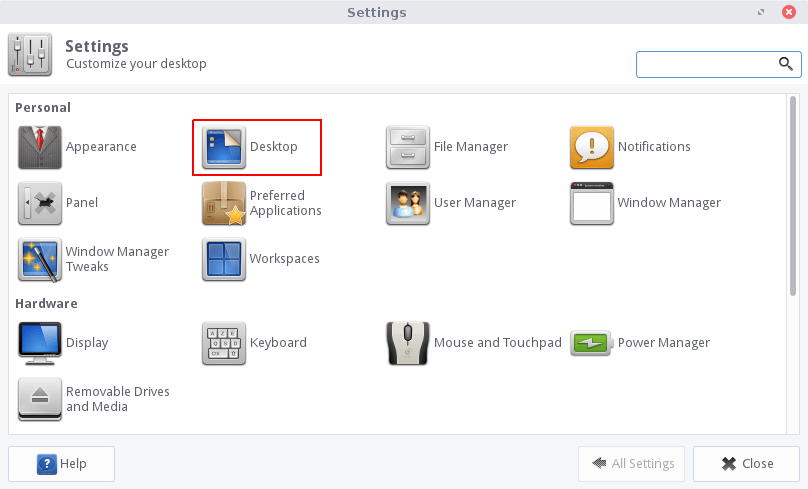 Settings
Settings
Customize your desktop
Personal
Appearance
Desktop
File Manager
Notifications
Panel
Preferred
Applications
User Manager
Window Manager
Window Manager
Tweaks
Workspaces
Hardware
Display
Keyboard
Mouse and Touchpad
Power Manager
Removable Drives
and Media
Help
All Settings
Close